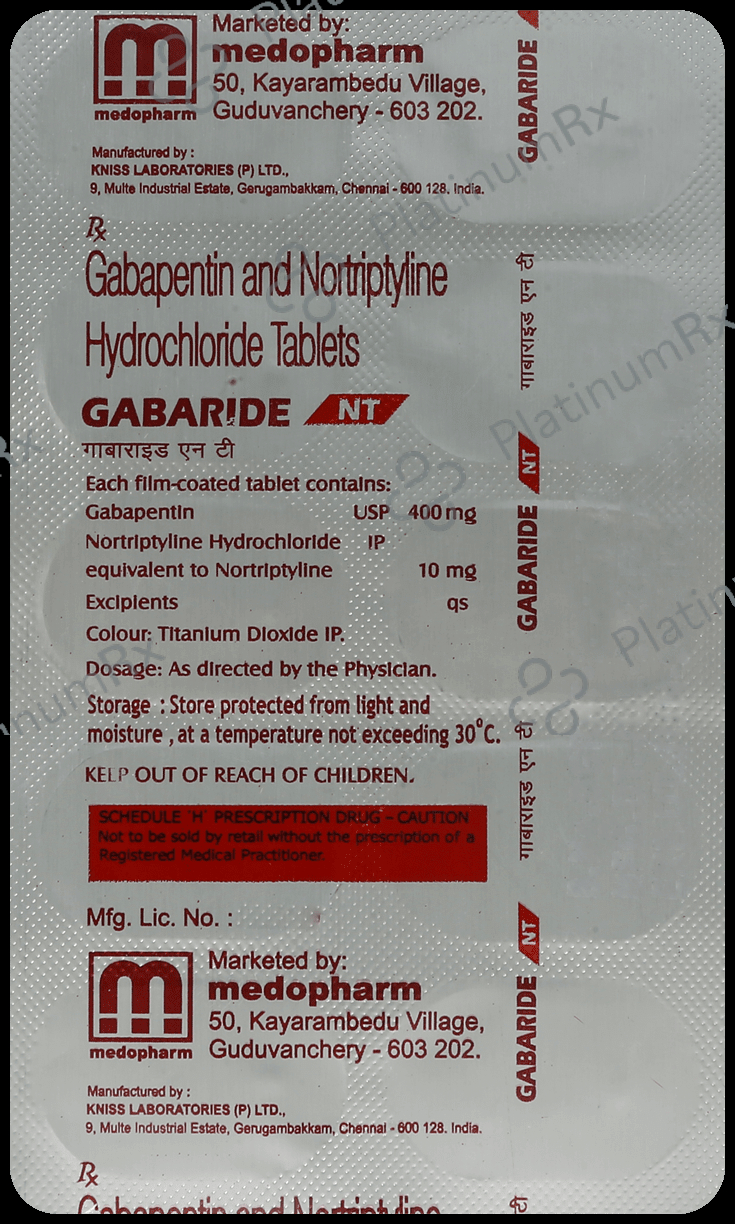 Marketed by:
medopharm
50, Kayarambedu Village,
Guduvanchery - 603 202.
medopharm
Manufactured by :
KNISS LABORATORIES (P) LTD.,
9, Multe Industrial Estate, Gerugambakkam, Chennai - 600 128. India.
Rx
Gabapentin and Nortriptyline
Hydrochloride Tablets
GABARIDE NT
गाबाराइड एन टी
Each film-coated tablet contains:
Gabapentin USP 400 mg
Nortriptyline Hydrochloride IP
equivalent to Nortriptyline 10 mg
Excipients qs
Colour: Titanium Dioxide IP.
Dosage: As directed by the Physician.
Storage : Store protected from light and
moisture , at a temperature not exceeding 30°C.
KEEP OUT OF REACH OF CHILDREN.
SCHEDULE 'H' PRESCRIPTION DRUG - CAUTION
Not to be sold by retail without the prescription of a
Registered Medical Practitioner.
Mfg. Lic. No. :
Marketed by:
medopharm
50, Kayarambedu Village,
Guduvanchery - 603 202.
medopharm
Manufactured by :
KNISS LABORATORIES (P) LTD.,
9, Multe Industrial Estate, Gerugambakkam, Chennai - 600 128. India.
Rx
Gabapentin and Nortriptyline
GABARIDE
गाबाराइड एन टी
GABARIDE NT
गाबाराइड एन टी
GABARIDE NT
टी
PlatinumRx
PlatinumRx
PlatinumRx